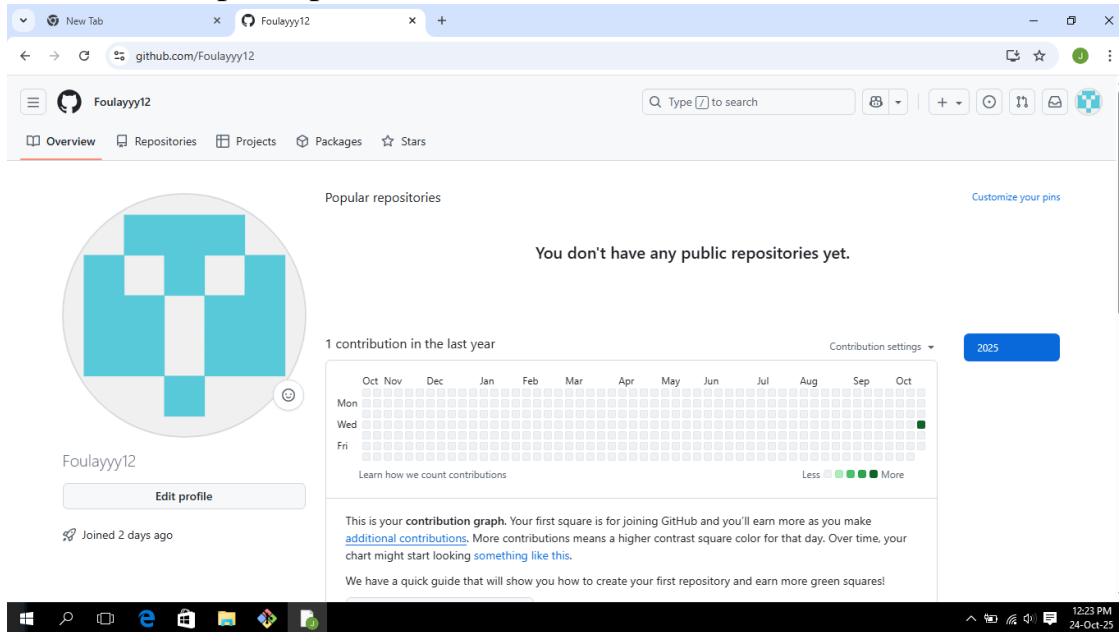 New Tab
Foulayyy12
github.com/Foulayyy12
J
Foulayyy12
Type / to search
Overview
Repositories
Projects
Packages
Stars
Popular repositories
Customize your pins
You don't have any public repositories yet.
1 contribution in the last year
Contribution settings
2025
Oct Nov Dec Jan Feb Mar Apr May Jun Jul Aug Sep Oct
Mon
Wed
Fri
Learn how we count contributions
Less
More
Foulayyy12
Edit profile
Joined 2 days ago
This is your contribution graph. Your first square is for joining GitHub and you'll earn more as you make
additional contributions. More contributions means a higher contrast square color for that day. Over time, your
chart might start looking something like this.
We have a quick guide that will show you how to create your first repository and earn more green squares!
12:23 PM
24-Oct-25